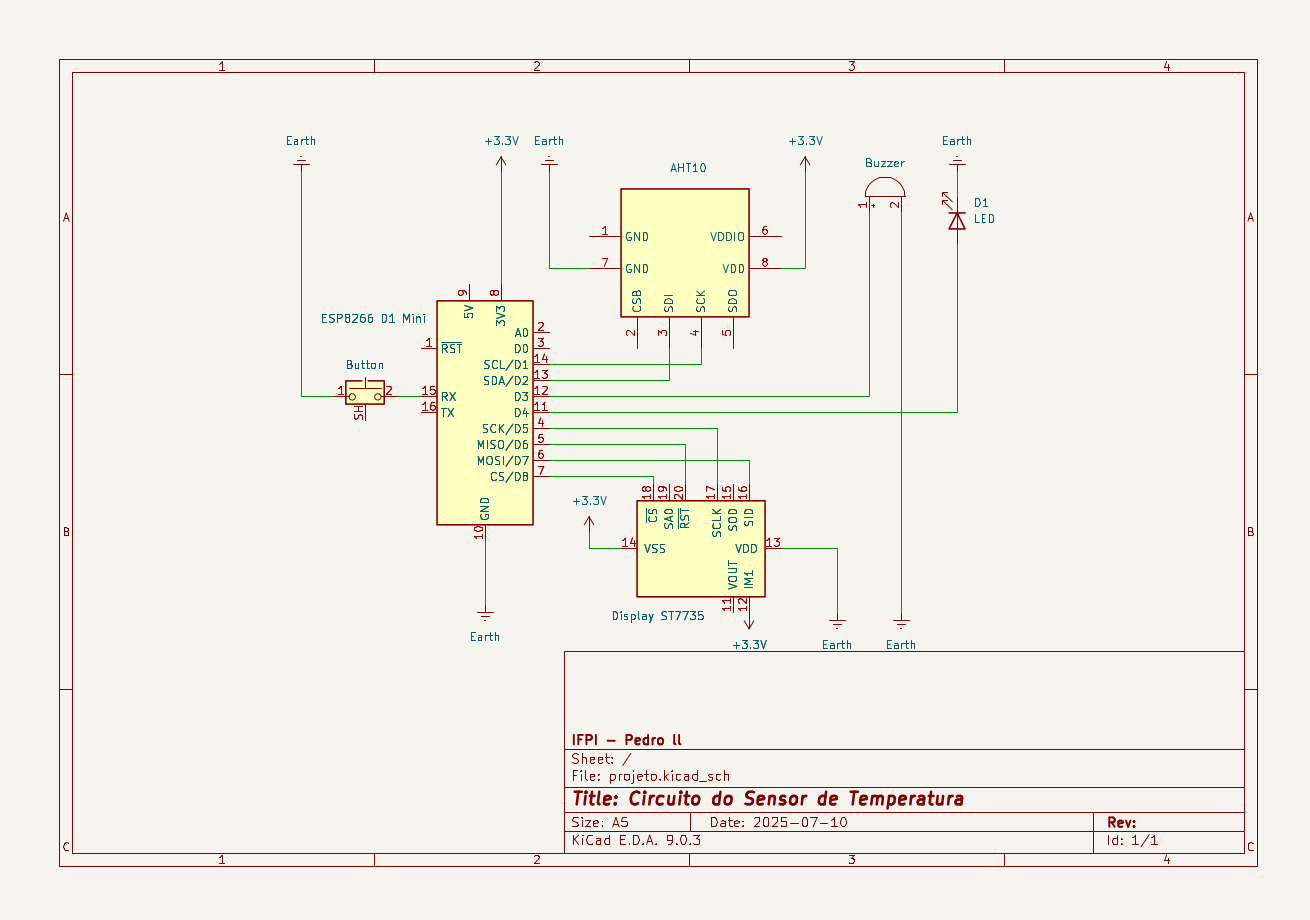 1 2 3 4
Earth
+3.3V
Earth
+3.3V
Earth
Buzzer
AHT10
1 2
D1
LED
A A
1 GND
VDDIO 6
7 GND
VDD 8
CSB SDI SCK SDO
2 3 4 5
9 8
5V 3V3
ESP8266 D1 Mini
A0 2
1 RST
D0 3
SCL/D1 14
Button
SDA/D2 13
1 2
15 RX
D3 12
SH
16 TX
D4 11
SCK/D5 4
MISO/D6 5
MOSI/D7 6
CS/D8 7
GND
10
Earth
+3.3V
18 19 20 17 15 16
CS SA0 RST SCLK SOD SID
B B
14 VSS
VDD 13
VOUT IM1
11 12
Display ST7735
+3.3V
Earth
Earth
IFPI – Pedro ll
Sheet: /
File: projeto.kicad_sch
Title: Circuito do Sensor de Temperatura
Size: A5 Date: 2025-07-10 Rev:
KiCad E.D.A. 9.0.3 Id: 1/1
C C
1 2 3 4